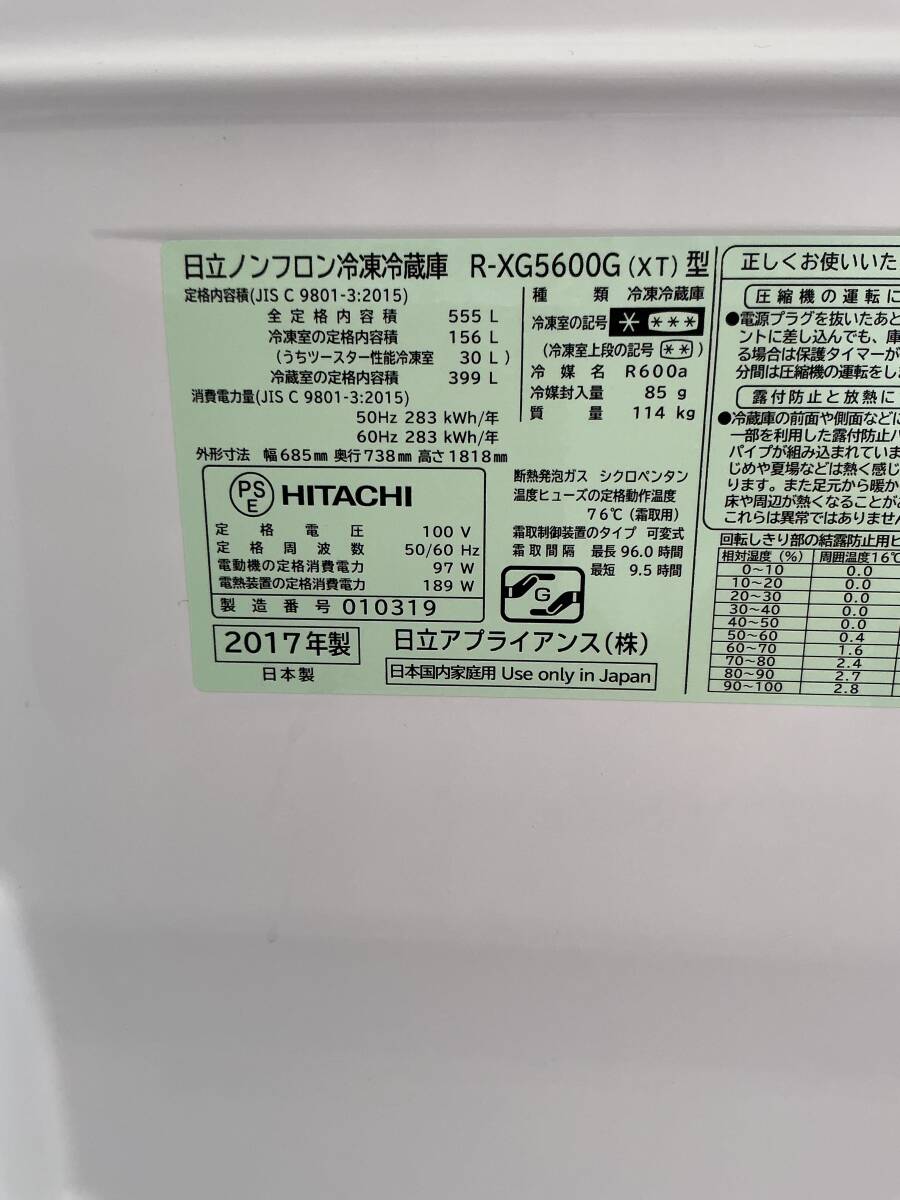 日立ノンフロン冷凍冷蔵庫 R-XG5600G (XT) 型
定格内容積(JIS C 9801-3:2015)
全定格内容積 555 L
冷凍室の定格内容積 156 L
(うちツースター性能冷凍室 30 L)
冷蔵室の定格内容積 399 L
消費電力量(JIS C 9801-3:2015)
50Hz 283 kWh/年
60Hz 283 kWh/年
外形寸法 幅685mm 奥行738mm 高さ1818mm
種類 冷凍冷蔵庫
冷凍室の記号 * ***
(冷凍室上段の記号 **)
冷媒名 R600a
冷媒封入量 85 g
質量 114 kg
PS
E
HITACHI
定格電圧 100 V
定格周波数 50/60 Hz
電動機の定格消費電力 97 W
電熱装置の定格消費電力 189 W
製造番号 010319
断熱発泡ガス シクロペンタン
温度ヒューズの定格動作温度
76℃(霜取用)
霜取制御装置のタイプ 可変式
霜取間隔 最長 96.0 時間
最短 9.5 時間
G
2017年製
日本製
日立アプライアンス(株)
日本国内家庭用 Use only in Japan
正しくお使いいた
圧縮機の運転に
●電源プラグを抜いたあと
ントに差し込んでも、庫
る場合は保護タイマーが
分間は圧縮機の運転をしま
露付防止と放熱に
●冷蔵庫の前面や側面などに
一部を利用した露付防止パ
パイプが組み込まれていま
じめや夏場などは熱く感じ
ります。また足元から暖か
床や周辺が熱くなることがあ
これらは異常ではありません
回転しきり部の結露防止用ヒ
相対湿度 (%) 周囲温度16℃
0～10 0.0
10～20 0.0
20～30 0.0
30～40 0.0
40～50 0.0
50～60 0.4
60～70 1.6
70～80 2.4
80～90 2.7
90～100 2.8